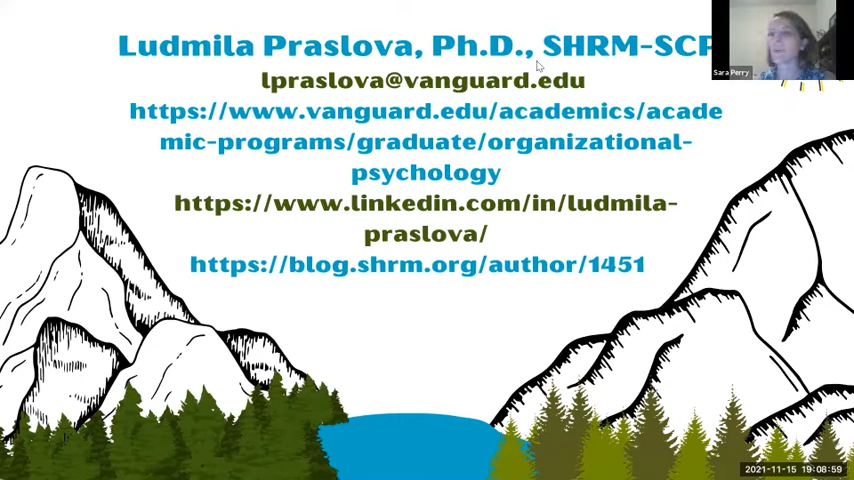 Ludmila Praslova, Ph.D., SHRM-SCP
lpraslova@vanguard.edu
https://www.vanguard.edu/academics/acade
mic-programs/graduate/organizational-
psychology
https://www.linkedin.com/in/ludmila-
praslova/
https://blog.shrm.org/author/1451
Sara Perry
2021-11-15 19:08:59